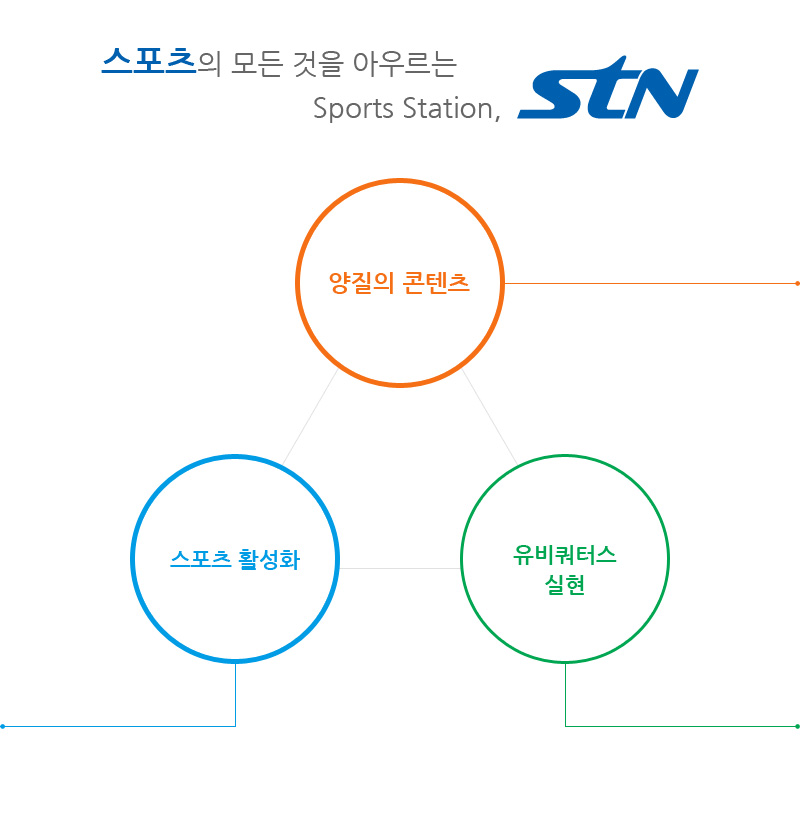 스포츠의 모든 것을 아우르는
Sports Station, STN
양질의 콘텐츠
스포츠 활성화
유비쿼터스
실현